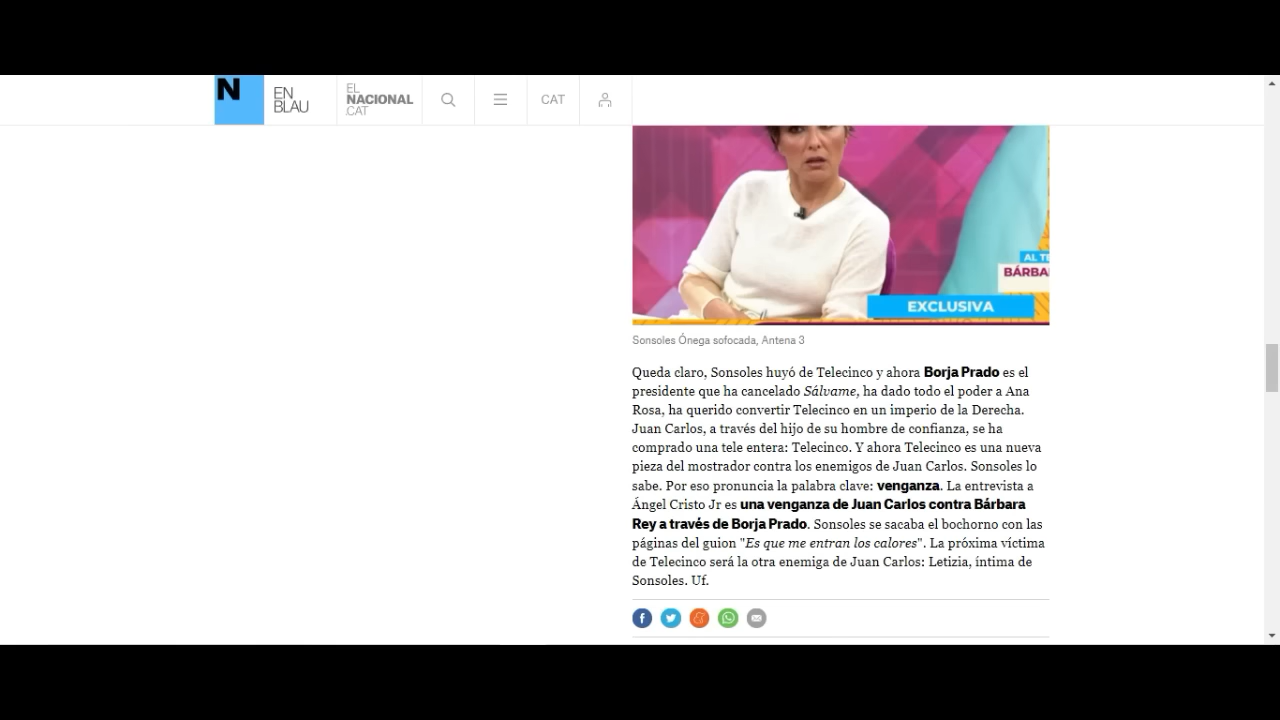 N
EN
BLAU
EL
NACIONAL
.CAT
CAT
AL TE
BÁRBA
EXCLUSIVA
Sonsoles Ónega sofocada, Antena 3
Queda claro, Sonsoles huyó de Telecinco y ahora Borja Prado es el
presidente que ha cancelado Sálvame, ha dado todo el poder a Ana
Rosa, ha querido convertir Telecinco en un imperio de la Derecha.
Juan Carlos, a través del hijo de su hombre de confianza, se ha
comprado una tele entera: Telecinco. Y ahora Telecinco es una nueva
pieza del mostrador contra los enemigos de Juan Carlos. Sonsoles lo
sabe. Por eso pronuncia la palabra clave: venganza. La entrevista a
Ángel Cristo Jr es una venganza de Juan Carlos contra Bárbara
Rey a través de Borja Prado. Sonsoles se sacaba el bochorno con las
páginas del guion "Es que me entran los calores". La próxima víctima
de Telecinco será la otra enemiga de Juan Carlos: Letizia, íntima de
Sonsoles. Uf.